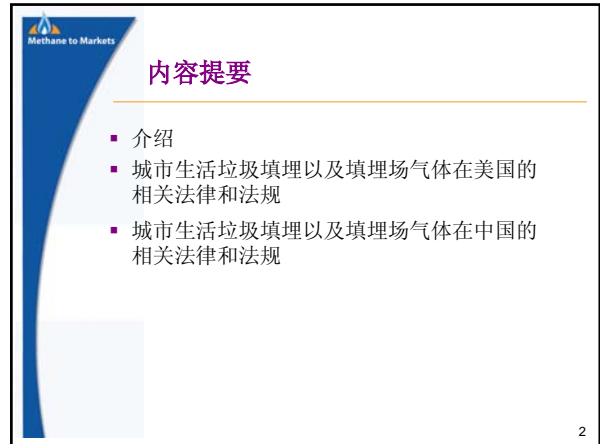 Methane to Markets
内容提要
▪ 介绍
▪ 城市生活垃圾填埋以及填埋场气体在美国的
相关法律和法规
▪ 城市生活垃圾填埋以及填埋场气体在中国的
相关法律和法规
2